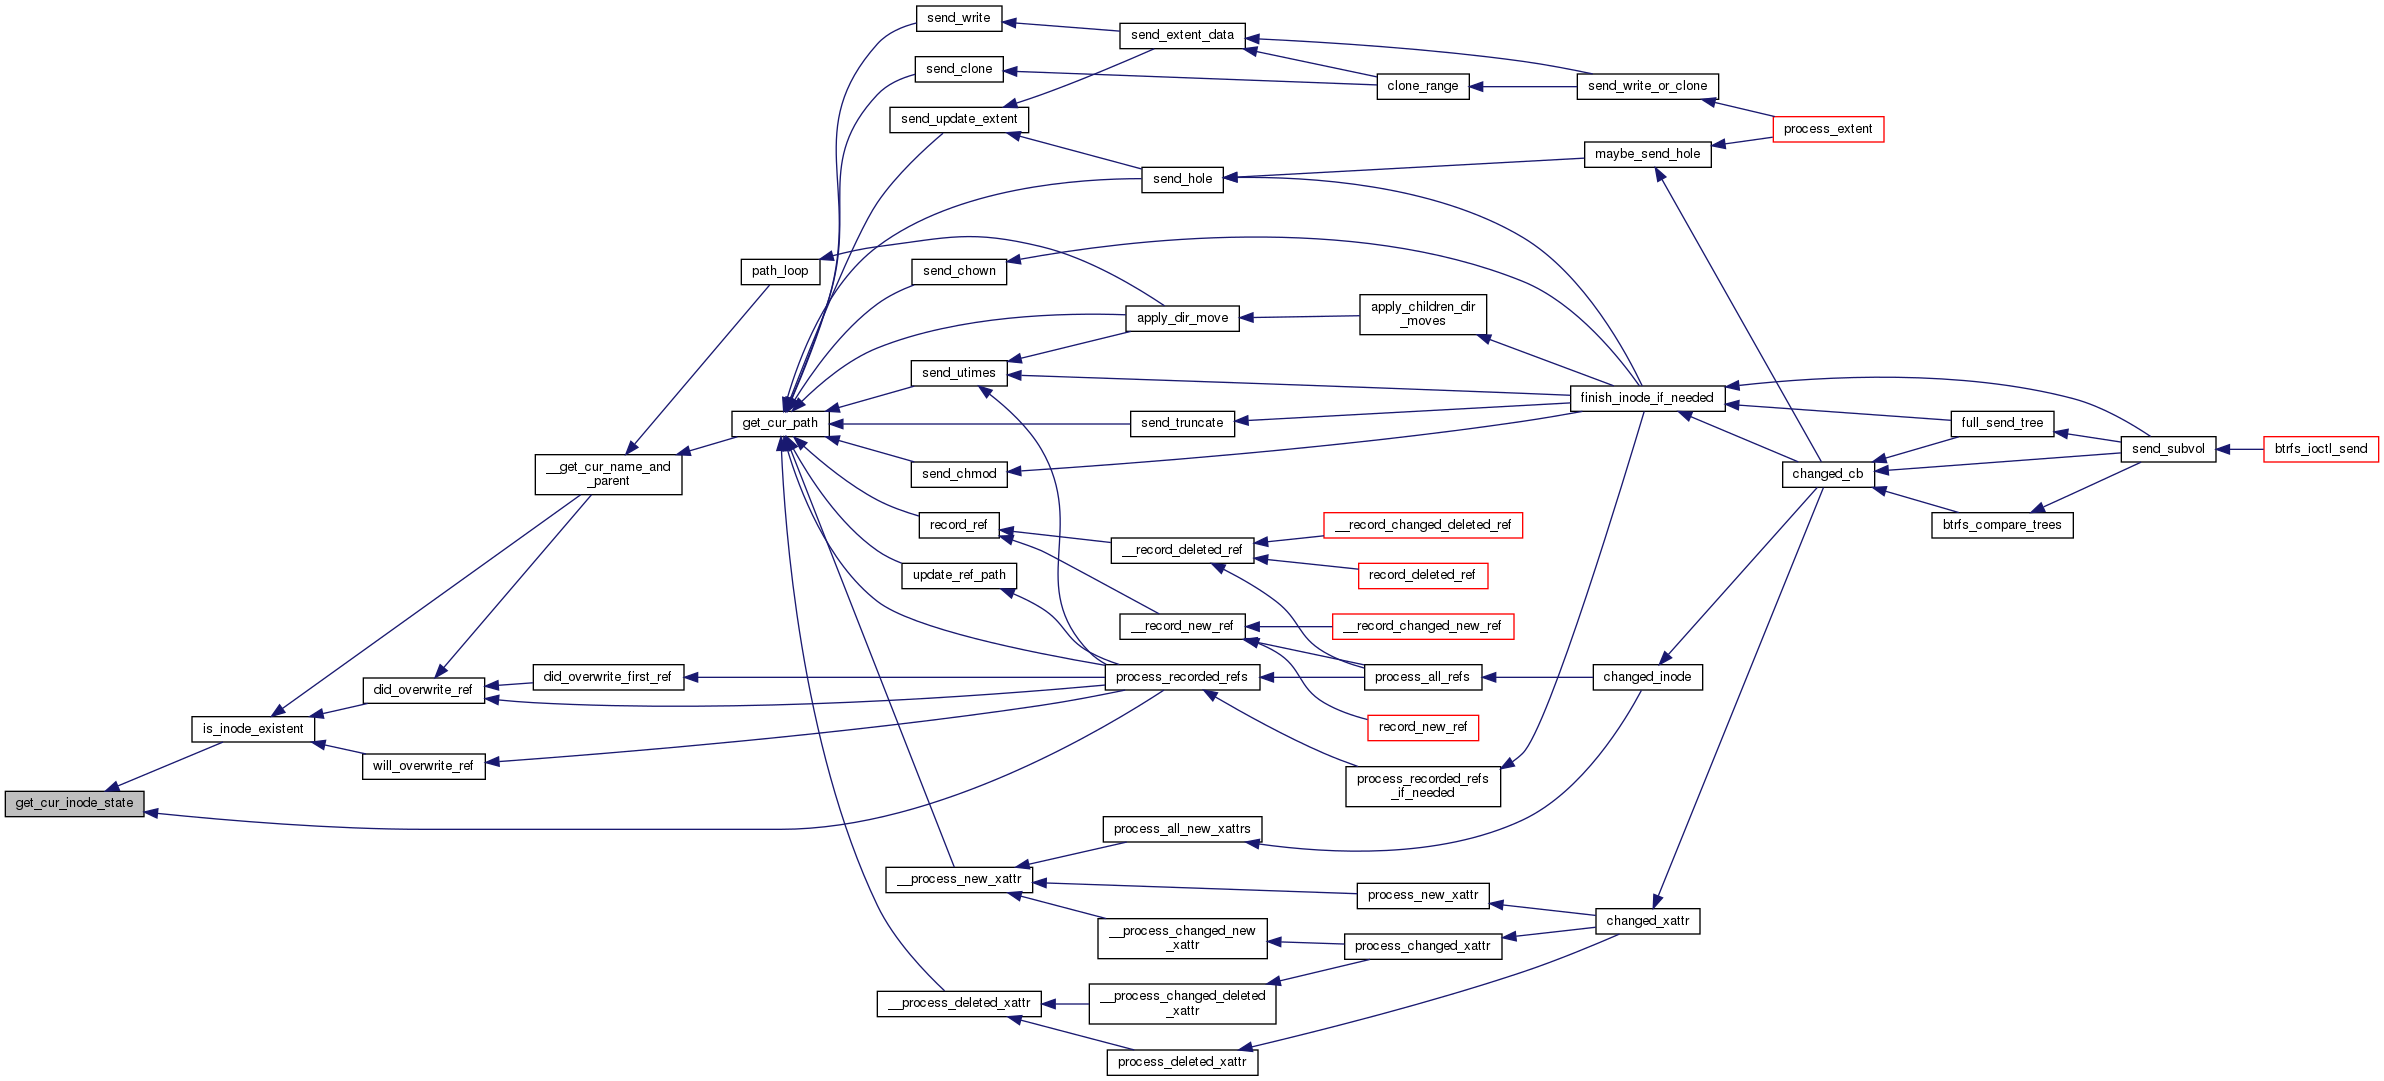 send_write
send_extent_data
send_clone
clone_range
send_write_or_clone
send_update_extent
process_extent
maybe_send_hole
send_hole
path_loop
send_chown
apply_dir_move
apply_children_dir
_moves
send_utimes
finish_inode_if_needed
get_cur_path
send_truncate
full_send_tree
__get_cur_name_and
_parent
send_chmod
changed_cb
send_subvol
btrfs_ioctl_send
record_ref
__record_deleted_ref
__record_changed_deleted_ref
btrfs_compare_trees
update_ref_path
record_deleted_ref
__record_new_ref
__record_changed_new_ref
did_overwrite_ref
did_overwrite_first_ref
process_recorded_refs
process_all_refs
changed_inode
is_inode_existent
record_new_ref
will_overwrite_ref
process_recorded_refs
_if_needed
get_cur_inode_state
process_all_new_xattrs
__process_new_xattr
process_new_xattr
changed_xattr
__process_changed_new
_xattr
process_changed_xattr
__process_deleted_xattr
__process_changed_deleted
_xattr
process_deleted_xattr